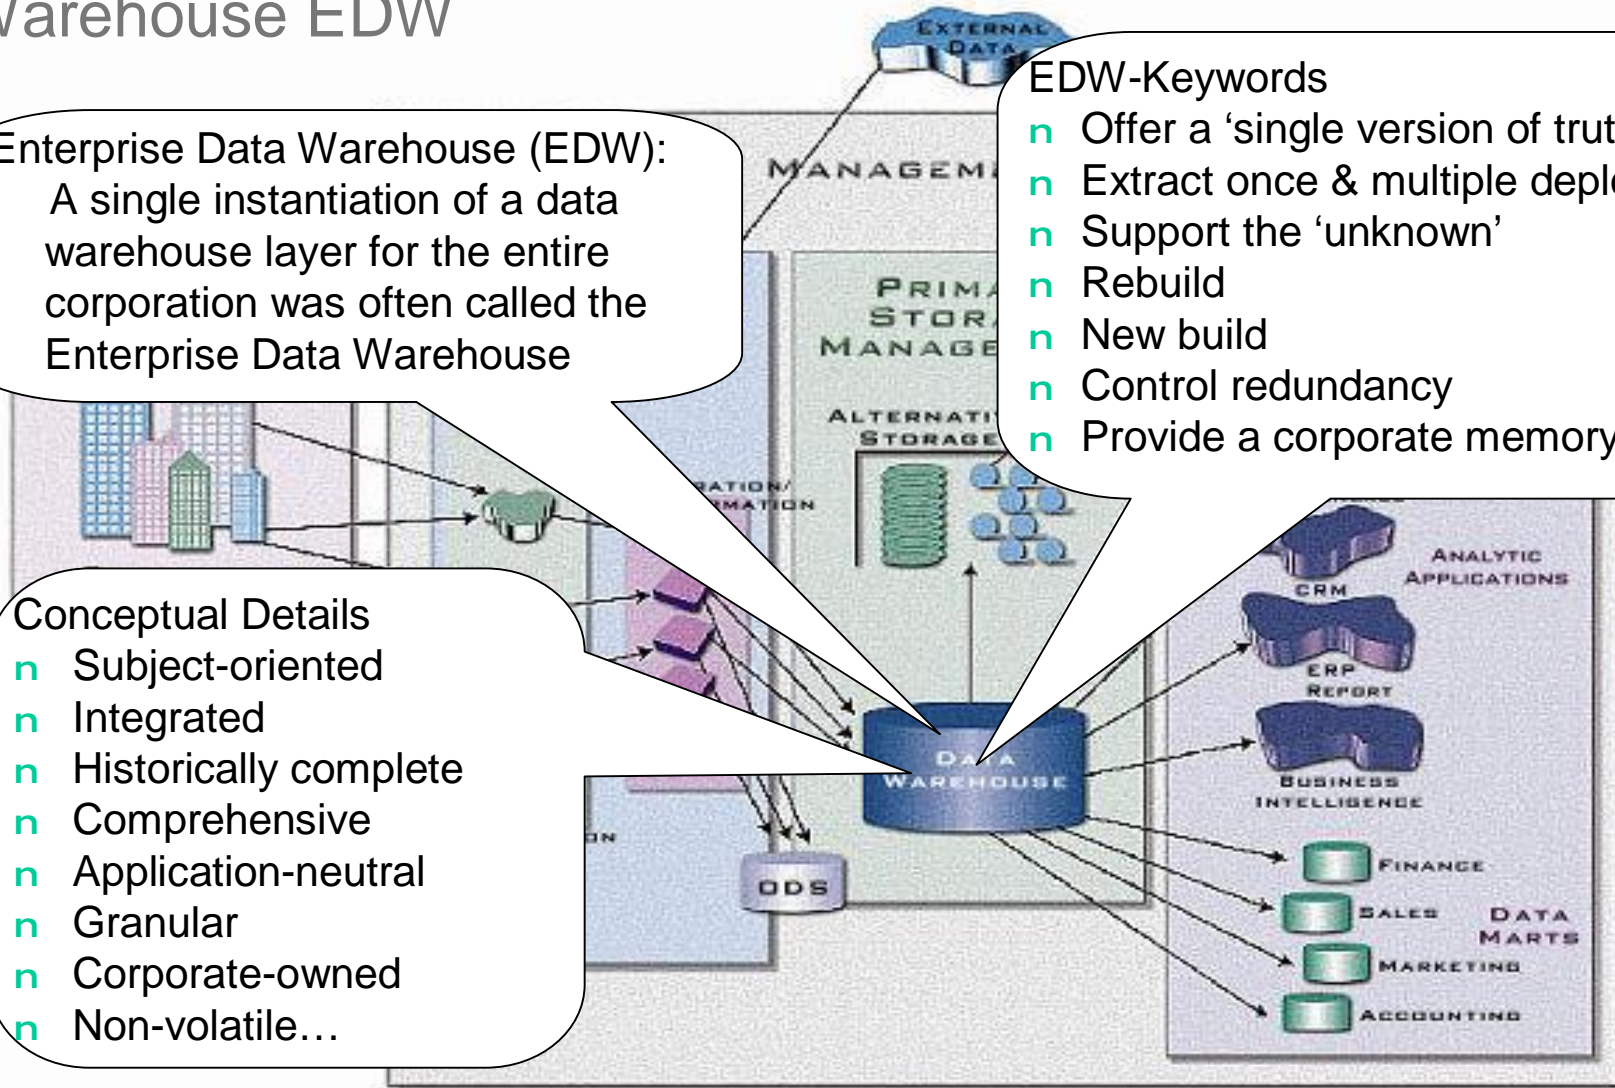 Warehouse EDW
EXTERNAL
DATA
Enterprise Data Warehouse (EDW):
A single instantiation of a data
warehouse layer for the entire
corporation was often called the
Enterprise Data Warehouse
EDW-Keywords
n Offer a ‘single version of trut
n Extract once & multiple deplo
n Support the ‘unknown’
n Rebuild
n New build
n Control redundancy
n Provide a corporate memory
MANAGEM
PRIMA
STORA
MANAGE
ALTERNATI
STORAGE
RATION/
MATION
Conceptual Details
n Subject-oriented
n Integrated
n Historically complete
n Comprehensive
n Application-neutral
n Granular
n Corporate-owned
n Non-volatile…
ON
ODS
DATA
WAREHOUSE
ANALYTIC
APPLICATIONS
CRM
ERP
REPORT
BUSINESS
INTELLIGENCE
FINANCE
SALES
MARKETING
ACCOUNTING
DATA
MARTS